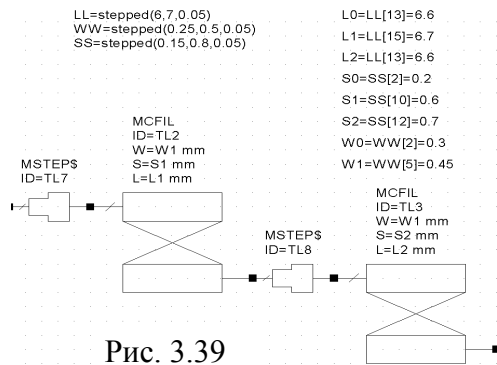 LL=stepped(6,7,0.05)
WW=stepped(0.25,0.5,0.05)
SS=stepped(0.15,0.8,0.05)
L0=LL[13]=6.6
L1=LL[15]=6.7
L2=LL[13]=6.6
S0=SS[2]=0.2
S1=SS[10]=0.6
S2=SS[12]=0.7
W0=WW[2]=0.3
W1=WW[5]=0.45
MCFIL
ID=TL2
W=W1 mm
S=S1 mm
L=L1 mm
MSTEP$
ID=TL7
MCFIL
ID=TL3
W=W1 mm
S=S2 mm
L=L2 mm
MSTEP$
ID=TL8
Рис. 3.39